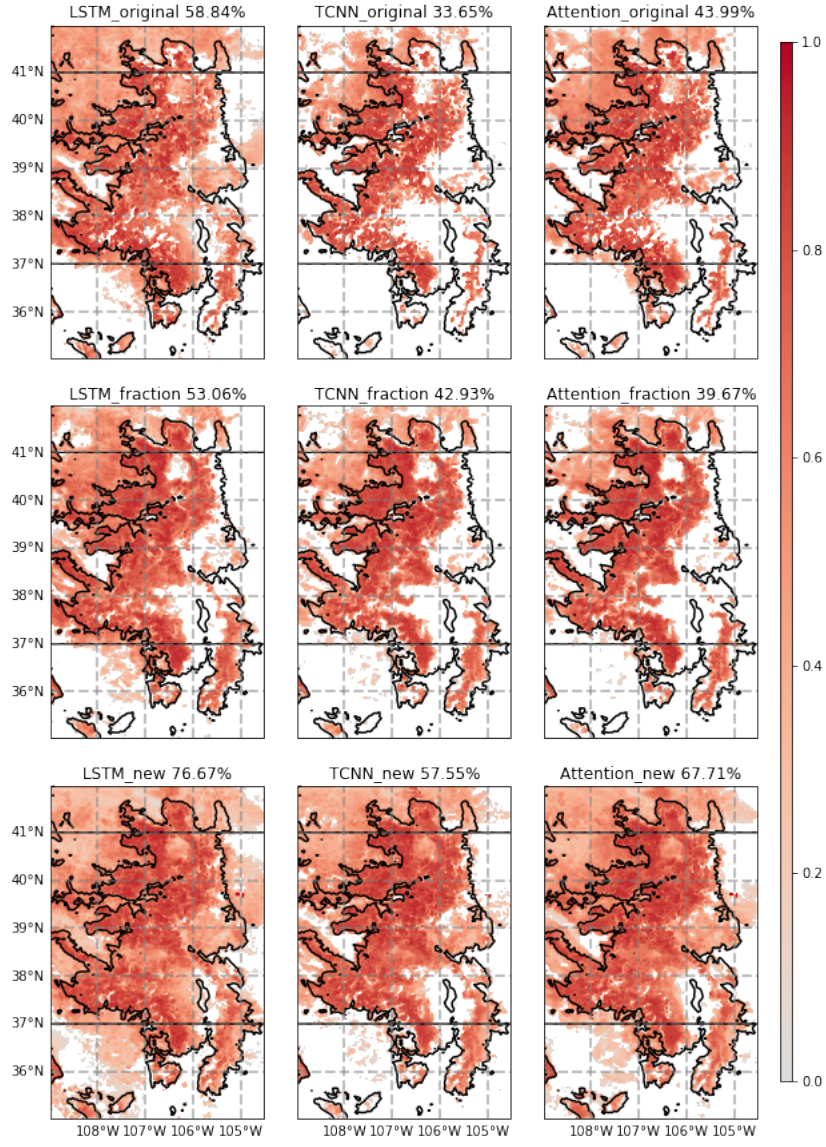 LSTM_original 58.84% TCNN_original 33.65% Attention_original 43.99%
1.0
41°N
40°N
39°N
0.8
38°N
37°N
36°N
LSTM_fraction 53.06% TCNN_fraction 42.93% Attention_fraction 39.67%
0.6
41°N
40°N
39°N
38°N
0.4
37°N
36°N
LSTM_new 76.67% TCNN_new 57.55% Attention_new 67.71%
41°N
0.2
40°N
39°N
38°N
37°N
0.0
36°N
108°W 107°W 106°W 105°W 108°W 107°W 106°W 105°W 108°W 107°W 106°W 105°W